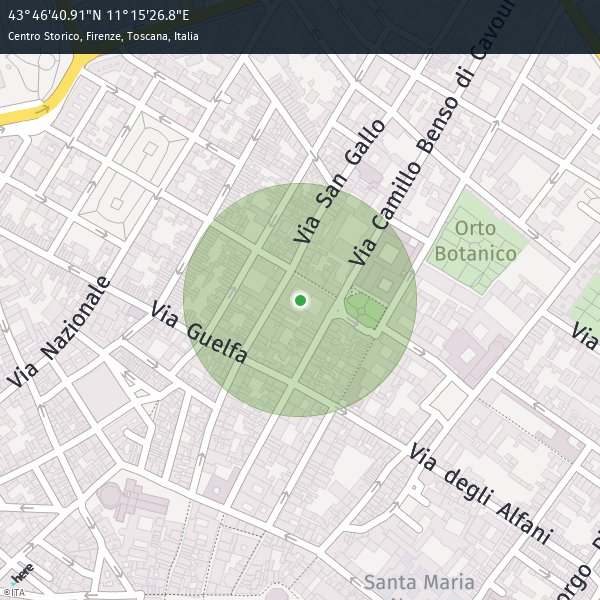 43°46'40.91"N 11°15'26.8"E
Centro Storico, Firenze, Toscana, Italia
Via San Gallo
Via Camillo Benso di Cavour
Orto
Botanico
Via Nazionale
Via Guelfa
Via
Via degli Alfani
Santa Maria
here
©ITA